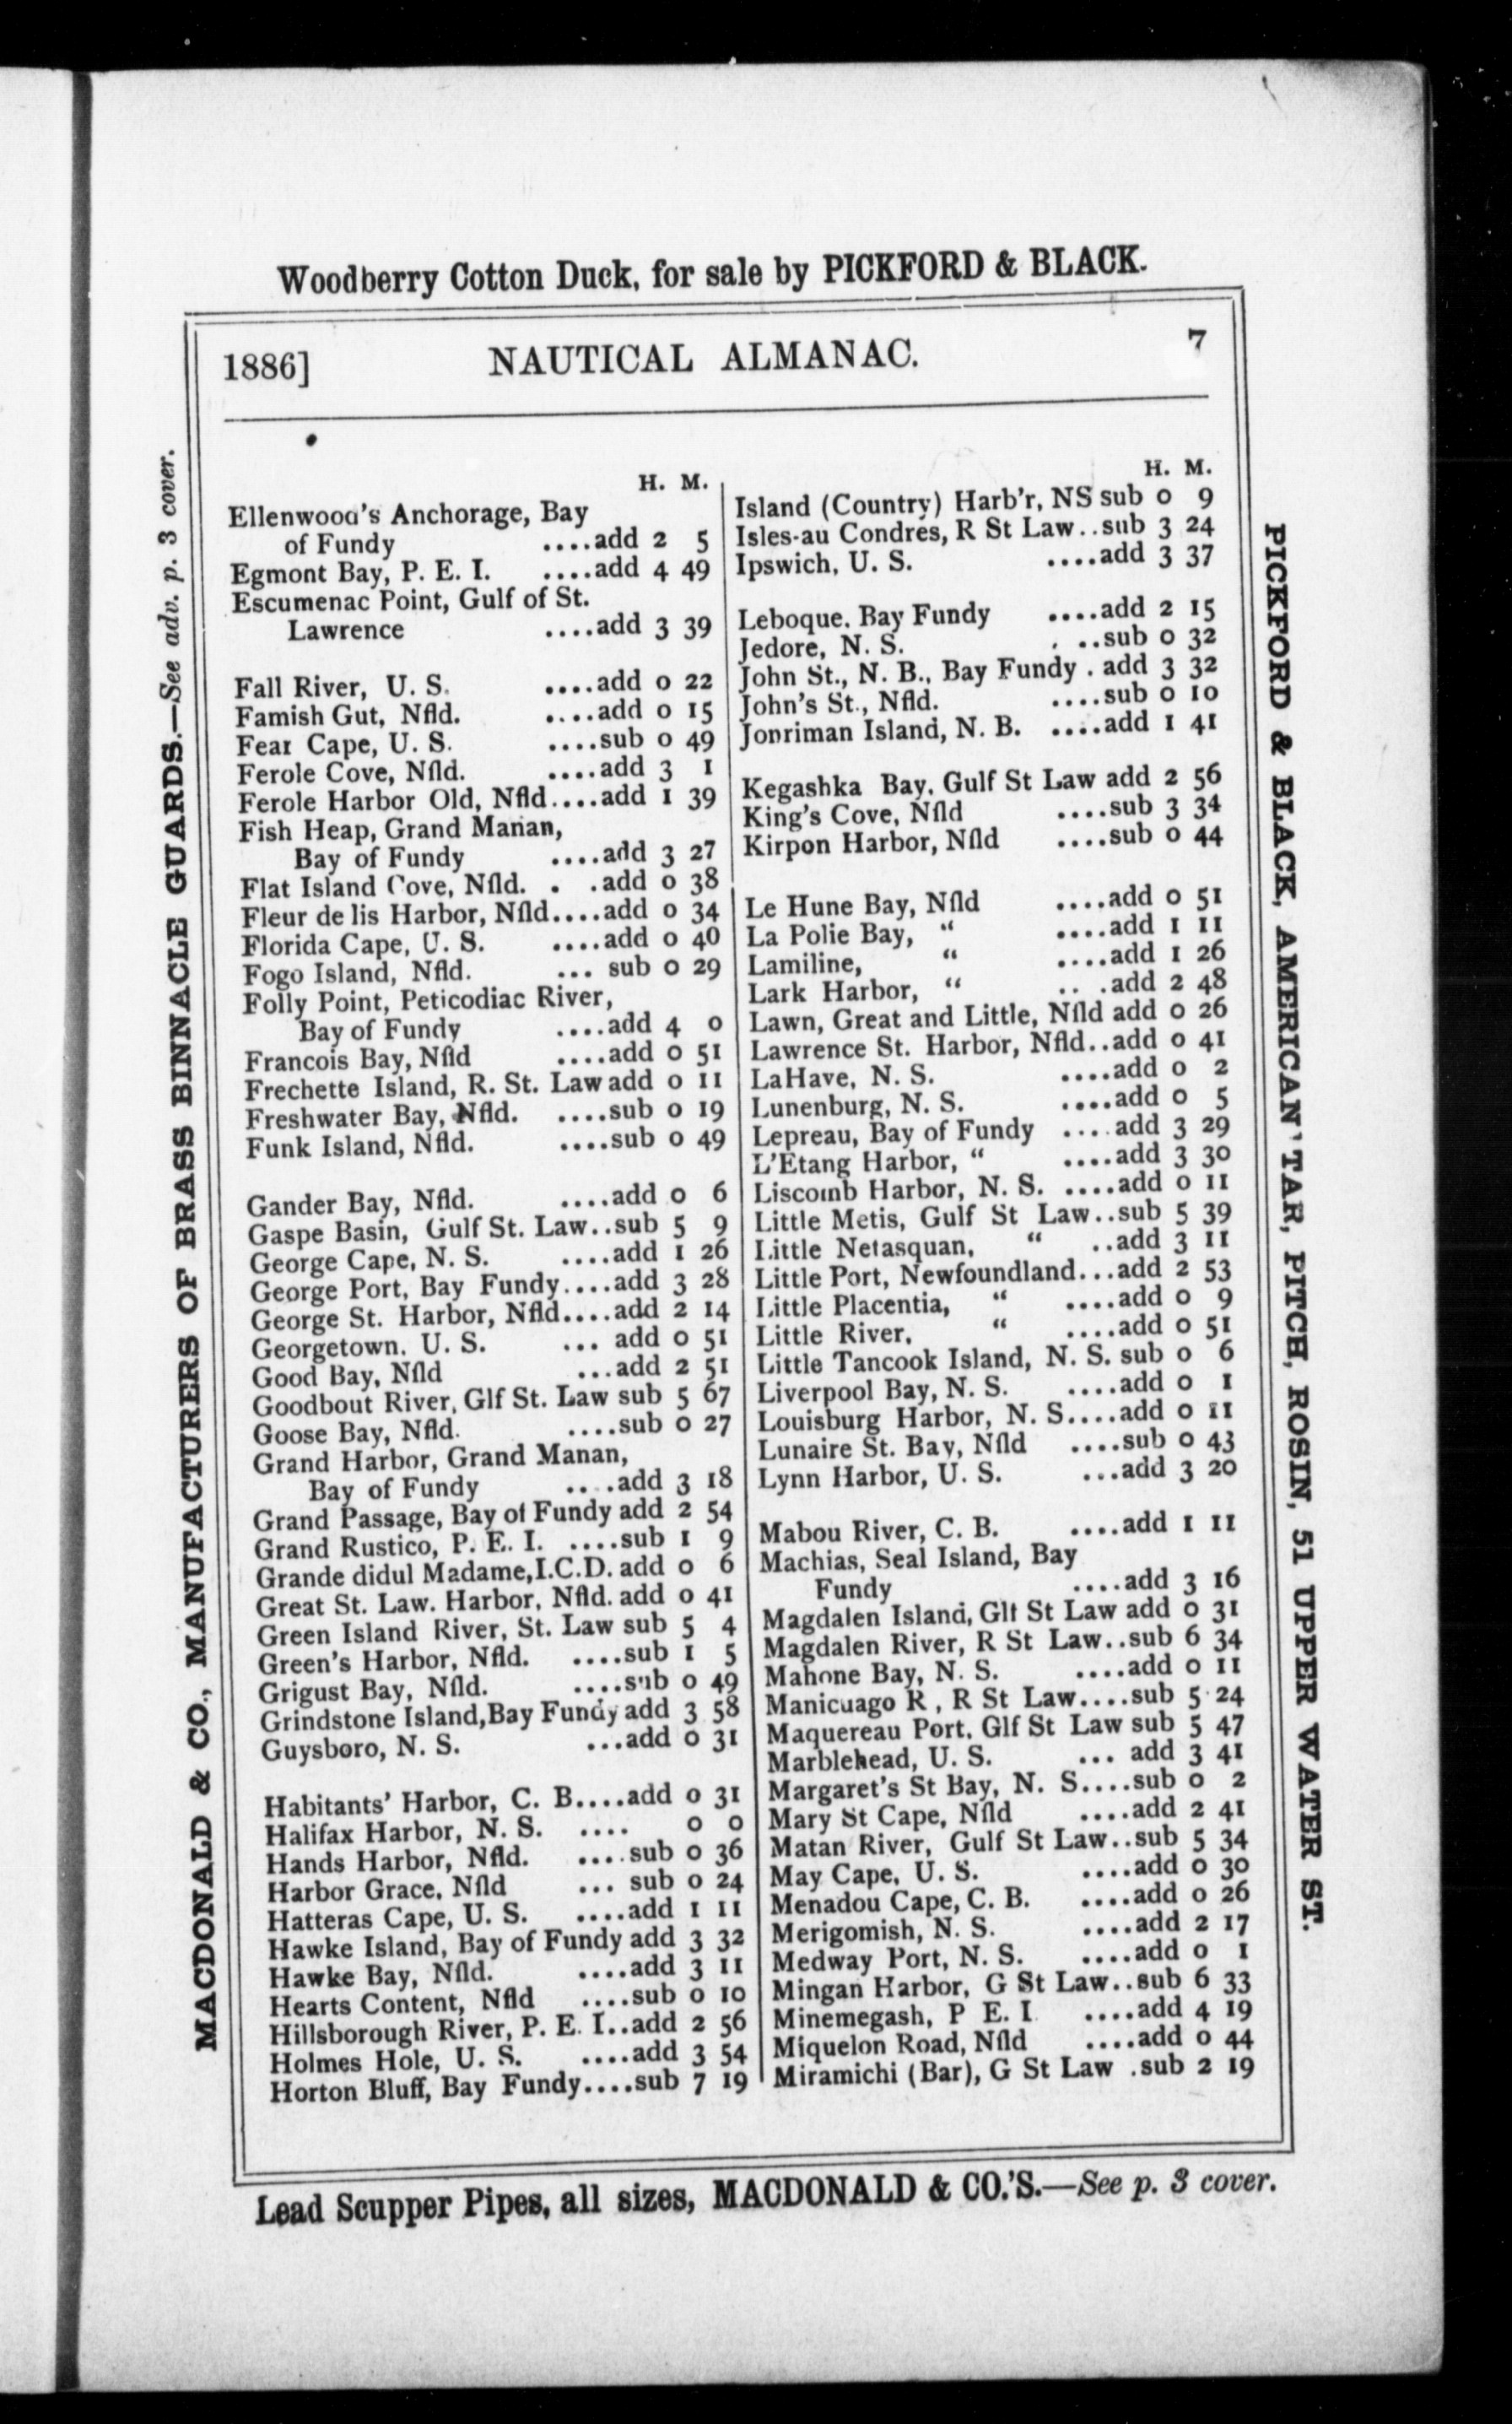 Woodberry Cotton Duck, for sale by PICKFORD & BLACK.
1886] NAUTICAL ALMANAC. 7
MACDONALD & CO., MANUFACTURERS OF BRASS BINNACLE GUARDS.—See adv. p. 3 cover.
H. M.
Ellenwood's Anchorage, Bay
of Fundy ....add 2 5
Egmont Bay, P. E. I. ....add 4 49
Escumenac Point, Gulf of St.
Lawrence ....add 3 39
Fall River, U. S. ....add 0 22
Famish Gut, Nfld. ....add 0 15
Fear Cape, U. S. ....sub 0 49
Ferole Cove, Nfld. ....add 3 1
Ferole Harbor Old, Nfld....add 1 39
Fish Heap, Grand Manan,
Bay of Fundy ....add 3 27
Flat Island Cove, Nfld. . .add 0 38
Fleur de lis Harbor, Nfld....add 0 34
Florida Cape, U. S. ....add 0 40
Fogo Island, Nfld. ... sub 0 29
Folly Point, Peticodiac River,
Bay of Fundy ....add 4 0
Francois Bay, Nfld ....add 0 51
Frechette Island, R. St. Law add 0 11
Freshwater Bay, Nfld. ....sub 0 19
Funk Island, Nfld. ....sub 0 49
Gander Bay, Nfld. ....add 0 6
Gaspe Basin, Gulf St. Law..sub 5 9
George Cape, N. S. ....add 1 26
George Port, Bay Fundy....add 3 28
George St. Harbor, Nfld....add 2 14
Georgetown. U. S. ... add 0 51
Good Bay, Nfld ...add 2 51
Goodbout River, Glf St. Law sub 5 67
Goose Bay, Nfld. ....sub 0 27
Grand Harbor, Grand Manan,
Bay of Fundy ....add 3 18
Grand Passage, Bay of Fundy add 2 54
Grand Rustico, P. E. I. ....sub 1 9
Grande didul Madame,I.C.D. add 0 6
Great St. Law. Harbor, Nfld. add 0 41
Green Island River, St. Law sub 5 4
Green's Harbor, Nfld. ....sub 1 5
Grigust Bay, Nfld. ....sub 0 49
Grindstone Island,Bay Fundy add 3 58
Guysboro, N. S. ...add 0 31
Habitants' Harbor, C. B....add 0 31
Halifax Harbor, N. S. .... 0 0
Hands Harbor, Nfld. ....sub 0 36
Harbor Grace. Nfld ... sub 0 24
Hatteras Cape, U. S. ....add 1 11
Hawke Island, Bay of Fundy add 3 32
Hawke Bay, Nfld. ....add 3 11
Hearts Content, Nfld ....sub 0 10
Hillsborough River, P. E. I..add 2 56
Holmes Hole, U. S. ....add 3 54
Horton Bluff, Bay Fundy....sub 7 19
H. M.
Island (Country) Harb'r, NS sub 0 9
Isles-au Condres, R St Law..sub 3 24
Ipswich, U. S. ....add 3 37
Leboque. Bay Fundy ....add 2 15
Jedore, N. S. . ..sub 0 32
John St., N. B., Bay Fundy . add 3 32
John's St., Nfld. ....sub 0 10
Jonriman Island, N. B. ....add 1 41
Kegashka Bay. Gulf St Law add 2 56
King's Cove, Nfld ....sub 3 34
Kirpon Harbor, Nfld ....sub 0 44
Le Hune Bay, Nfld ....add 0 51
La Polie Bay, " ....add 1 11
Lamiline, " ....add 1 26
Lark Harbor, " .. .add 2 48
Lawn, Great and Little, Nfld add 0 26
Lawrence St. Harbor, Nfld..add 0 41
LaHave, N. S. ....add 0 2
Lunenburg, N. S. ....add 0 5
Lepreau, Bay of Fundy ....add 3 29
L'Etang Harbor, " ....add 3 30
Liscomb Harbor, N. S. ....add 0 11
Little Metis, Gulf St Law..sub 5 39
Little Netasquan, " ..add 3 11
Little Port, Newfoundland...add 2 53
Little Placentia, " ....add 0 9
Little River, " ....add 0 51
Little Tancook Island, N. S. sub 0 6
Liverpool Bay, N. S. ....add 0 1
Louisburg Harbor, N. S....add 0 11
Lunaire St. Bay, Nfld ....sub 0 43
Lynn Harbor, U. S. ...add 3 20
Mabou River, C. B. ....add 1 11
Machias, Seal Island, Bay
Fundy ....add 3 16
Magdalen Island, Glt St Law add 0 31
Magdalen River, R St Law..sub 6 34
Mahone Bay, N. S. ....add 0 11
Manicuago R , R St Law....sub 5 24
Maquereau Port. Glf St Law sub 5 47
Marblehead, U. S. ... add 3 41
Margaret's St Bay, N. S....sub 0 2
Mary St Cape, Nfld ....add 2 41
Matan River, Gulf St Law..sub 5 34
May Cape, U. S. ....add 0 30
Menadou Cape, C. B. ....add 0 26
Merigomish, N. S. ....add 2 17
Medway Port, N. S. ....add 0 1
Mingan Harbor, G St Law..sub 6 33
Minemegash, P E. I. ....add 4 19
Miquelon Road, Nfld ....add 0 44
Miramichi (Bar), G St Law .sub 2 19
PICKFORD & BLACK, AMERICAN TAR, PITCH, ROSIN, 51 UPPER WATER ST.
Lead Scupper Pipes, all sizes, MACDONALD & CO.'S.—See p. 3 cover.